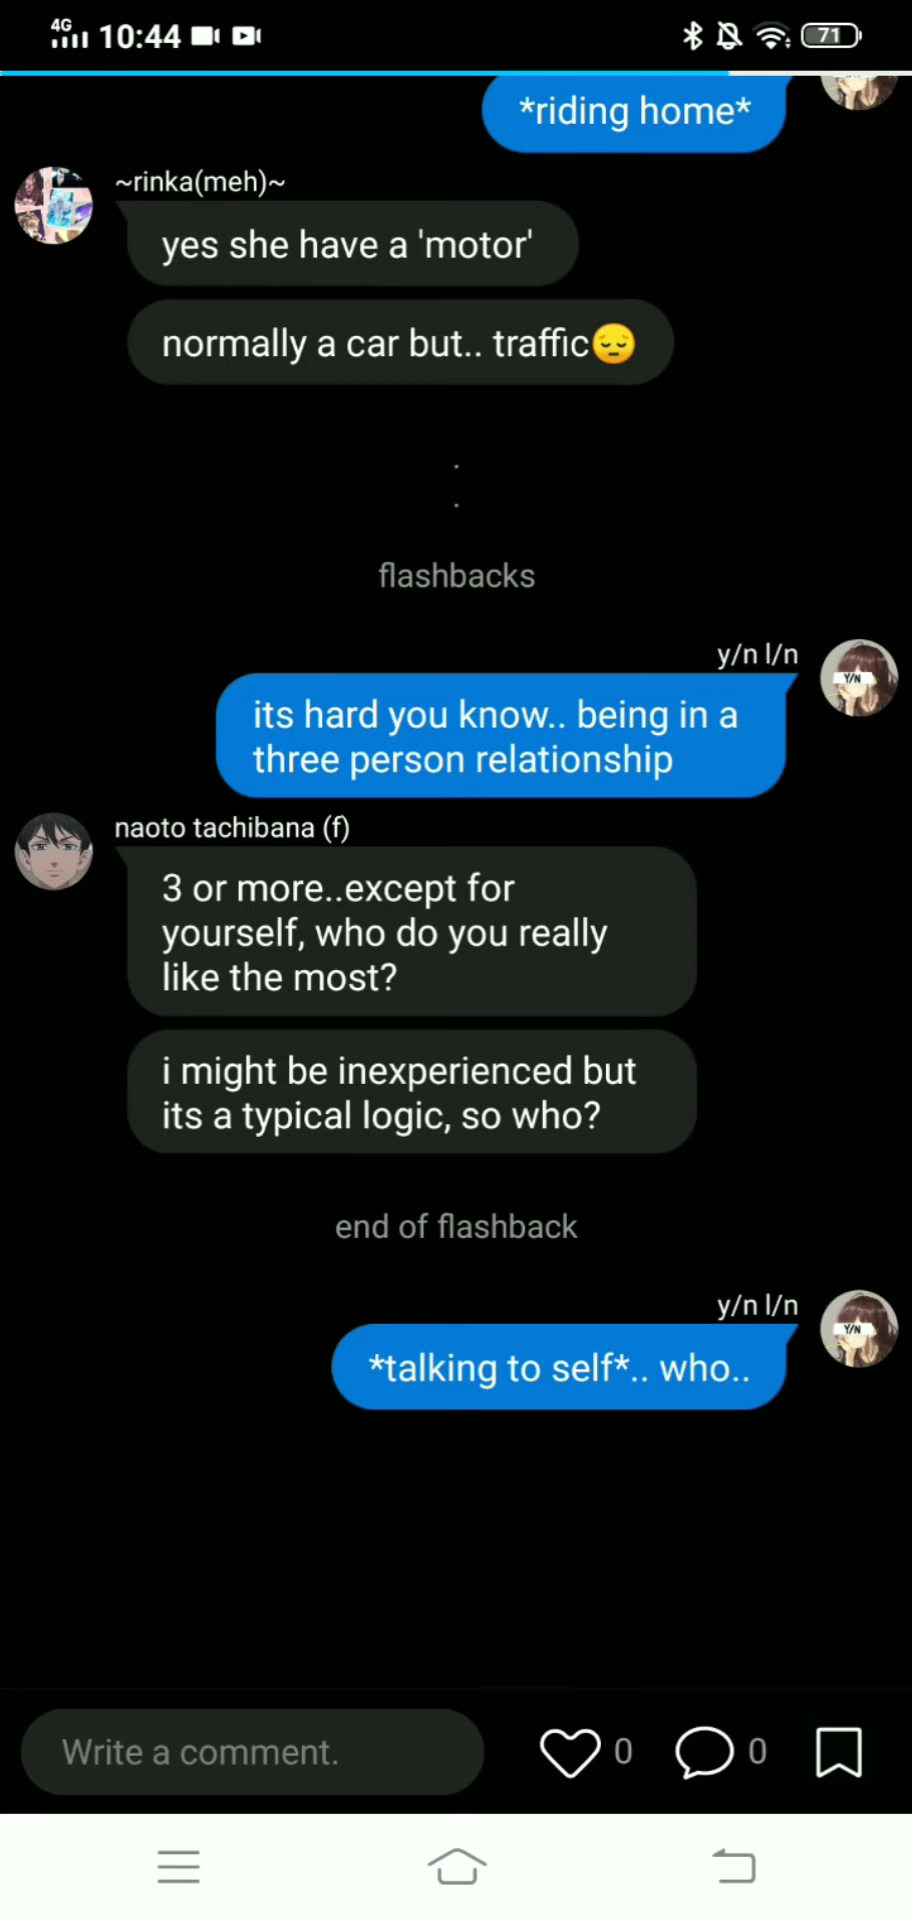 4G 10:44 71
*riding home*
~rinka(meh)~
yes she have a 'motor'
normally a car but.. traffic😔
.
.
flashbacks
y/n l/n
Y/N
its hard you know.. being in a
three person relationship
naoto tachibana (f)
3 or more..except for
yourself, who do you really
like the most?
i might be inexperienced but
its a typical logic, so who?
end of flashback
y/n l/n
Y/N
*talking to self*.. who..
Write a comment. 0 0